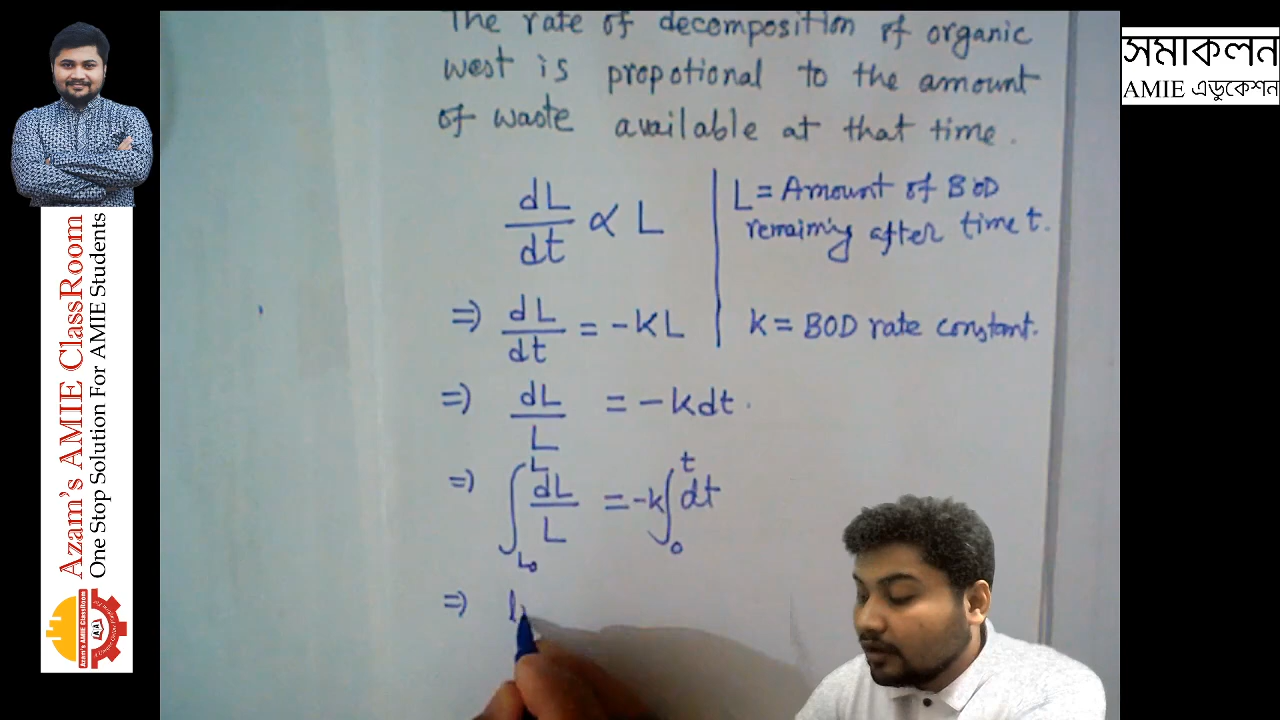 The rate of decomposition of organic
west is propotional to the amount
of waste available at that time.
dL/dt ∝ L
L = Amount of BOD
remaining after time t.
⇒ dL/dt = -KL
K = BOD rate constant.
⇒ dL/L = -kdt.
⇒ ∫_{L₀}^{L} dL/L = -k∫_{0}^{t} dt
⇒ l
Azam's AMIE ClassRoom
One Stop Solution For AMIE Students
সমাকলন
AMIE এডুকেশন